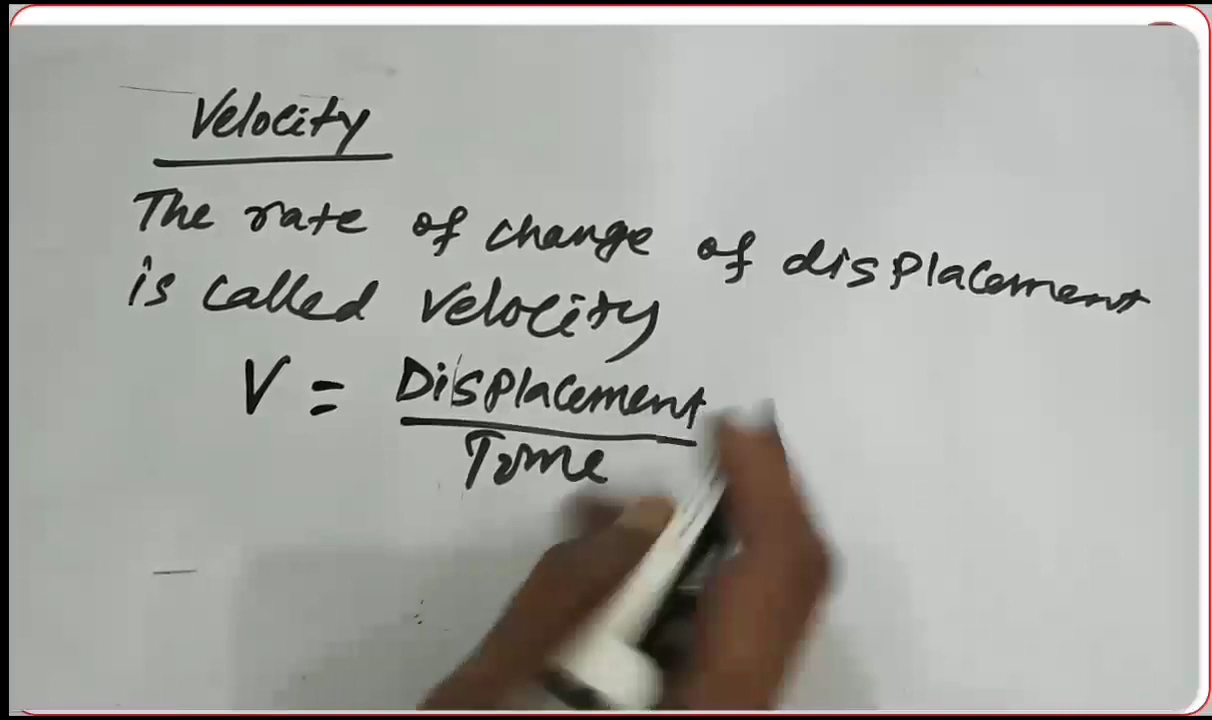 Velocity
The rate of change of displacement
is called velocity
V = Displacement
Time